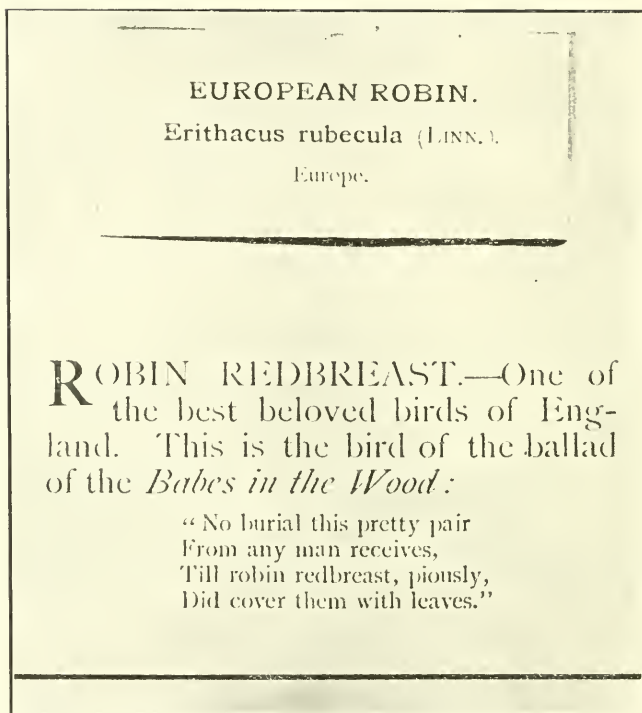 EUROPEAN ROBIN.
Erithacus rubecula (LINN.).
Europe.
ROBIN REDBREAST.—One of
the best beloved birds of Eng-
land. This is the bird of the ballad
of the Babes in the Wood:
“No burial this pretty pair
From any man receives,
Till robin redbreast, piously,
Did cover them with leaves.”